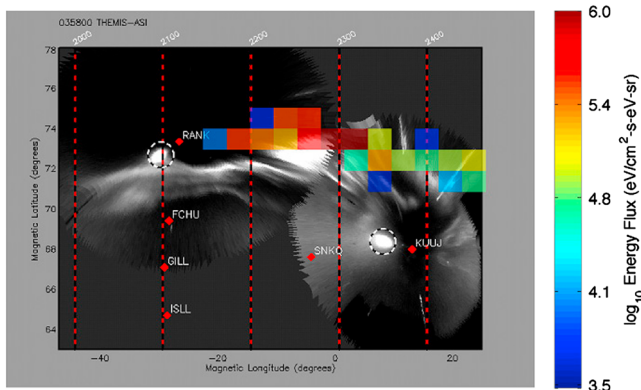 035800 THEMIS-ASI
2000 2100 2200 2300 2400
78
76
74
72
70
68
66
64
Magnetic Latitude (degrees)
RANK
FCHU
GILL
ISLL
SNKQ
KUUJ
-40 -20 0 20
Magnetic Longitude (degrees)
6.0
5.4
4.8
4.1
3.5
log10 Energy Flux (eV/cm²-s-eV-sr)